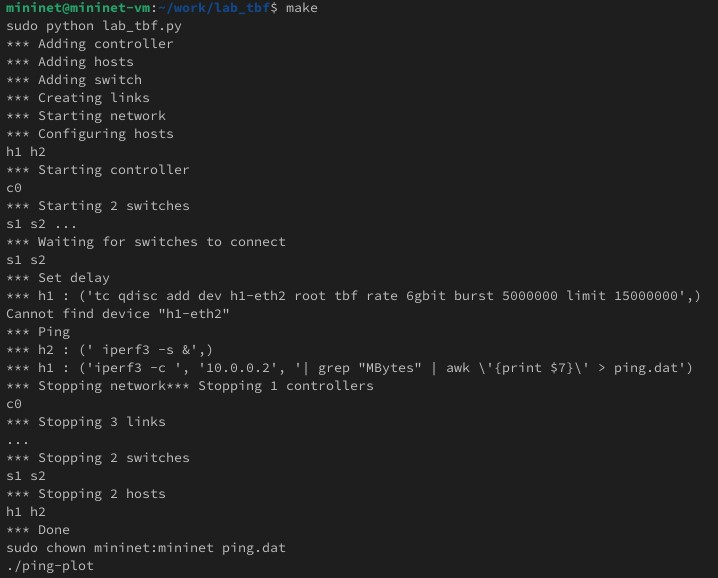 mininet@mininet-vm:~/work/lab_tbf$ make
sudo python lab_tbf.py
*** Adding controller
*** Adding hosts
*** Adding switch
*** Creating links
*** Starting network
*** Configuring hosts
h1 h2
*** Starting controller
c0
*** Starting 2 switches
s1 s2 ...
*** Waiting for switches to connect
s1 s2
*** Set delay
*** h1 : ('tc qdisc add dev h1-eth2 root tbf rate 6gbit burst 5000000 limit 15000000',)
Cannot find device "h1-eth2"
*** Ping
*** h2 : (' iperf3 -s &',)
*** h1 : ('iperf3 -c ', '10.0.0.2', '| grep "MBytes" | awk \'{print $7}\' > ping.dat')
*** Stopping network*** Stopping 1 controllers
c0
*** Stopping 3 links
...
*** Stopping 2 switches
s1 s2
*** Stopping 2 hosts
h1 h2
*** Done
sudo chown mininet:mininet ping.dat
./ping-plot